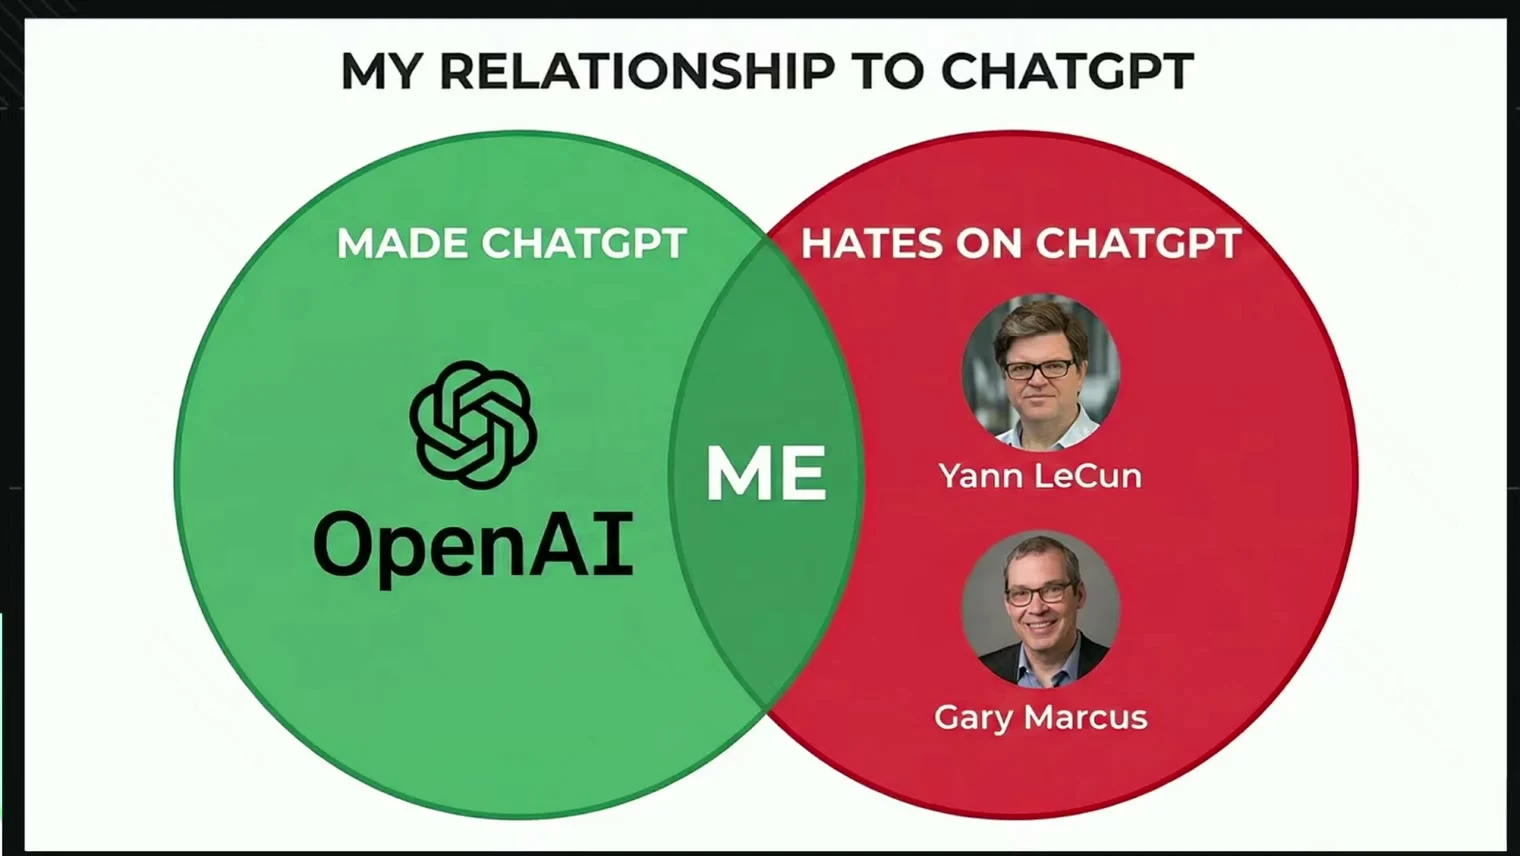 MY RELATIONSHIP TO CHATGPT
MADE CHATGPT
HATES ON CHATGPT
OpenAI
ME
Yann LeCun
Gary Marcus